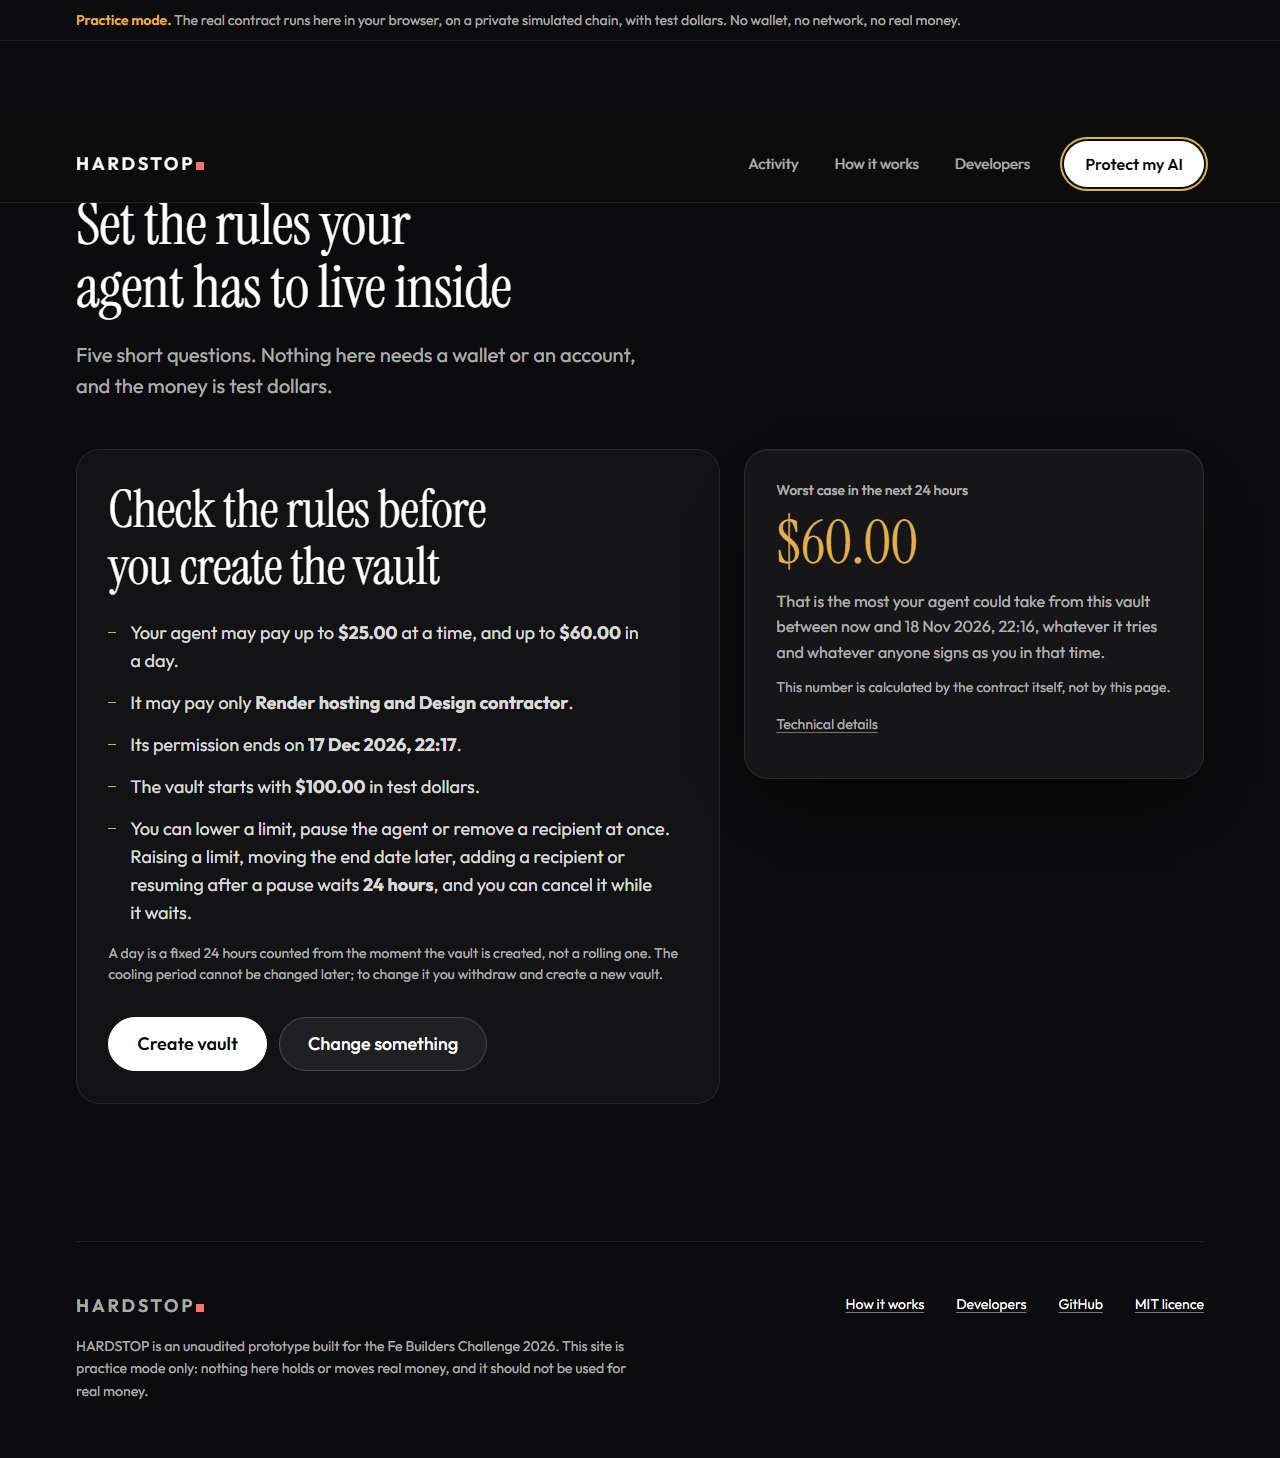 Practice mode. The real contract runs here in your browser, on a private simulated chain, with test dollars. No wallet, no network, no real money.
HARDSTOP
Activity
How it works
Developers
Protect my AI
Set the rules your
agent has to live inside
Five short questions. Nothing here needs a wallet or an account,
and the money is test dollars.
Check the rules before
you create the vault
– Your agent may pay up to $25.00 at a time, and up to $60.00 in
a day.
– It may pay only Render hosting and Design contractor.
– Its permission ends on 17 Dec 2026, 22:17.
– The vault starts with $100.00 in test dollars.
– You can lower a limit, pause the agent or remove a recipient at once.
Raising a limit, moving the end date later, adding a recipient or
resuming after a pause waits 24 hours, and you can cancel it while
it waits.
A day is a fixed 24 hours counted from the moment the vault is created, not a rolling one. The
cooling period cannot be changed later; to change it you withdraw and create a new vault.
Create vault
Change something
Worst case in the next 24 hours
$60.00
That is the most your agent could take from this vault
between now and 18 Nov 2026, 22:16, whatever it tries
and whatever anyone signs as you in that time.
This number is calculated by the contract itself, not by this page.
Technical details
HARDSTOP
How it works
Developers
GitHub
MIT licence
HARDSTOP is an unaudited prototype built for the Fe Builders Challenge 2026. This site is
practice mode only: nothing here holds or moves real money, and it should not be used for
real money.